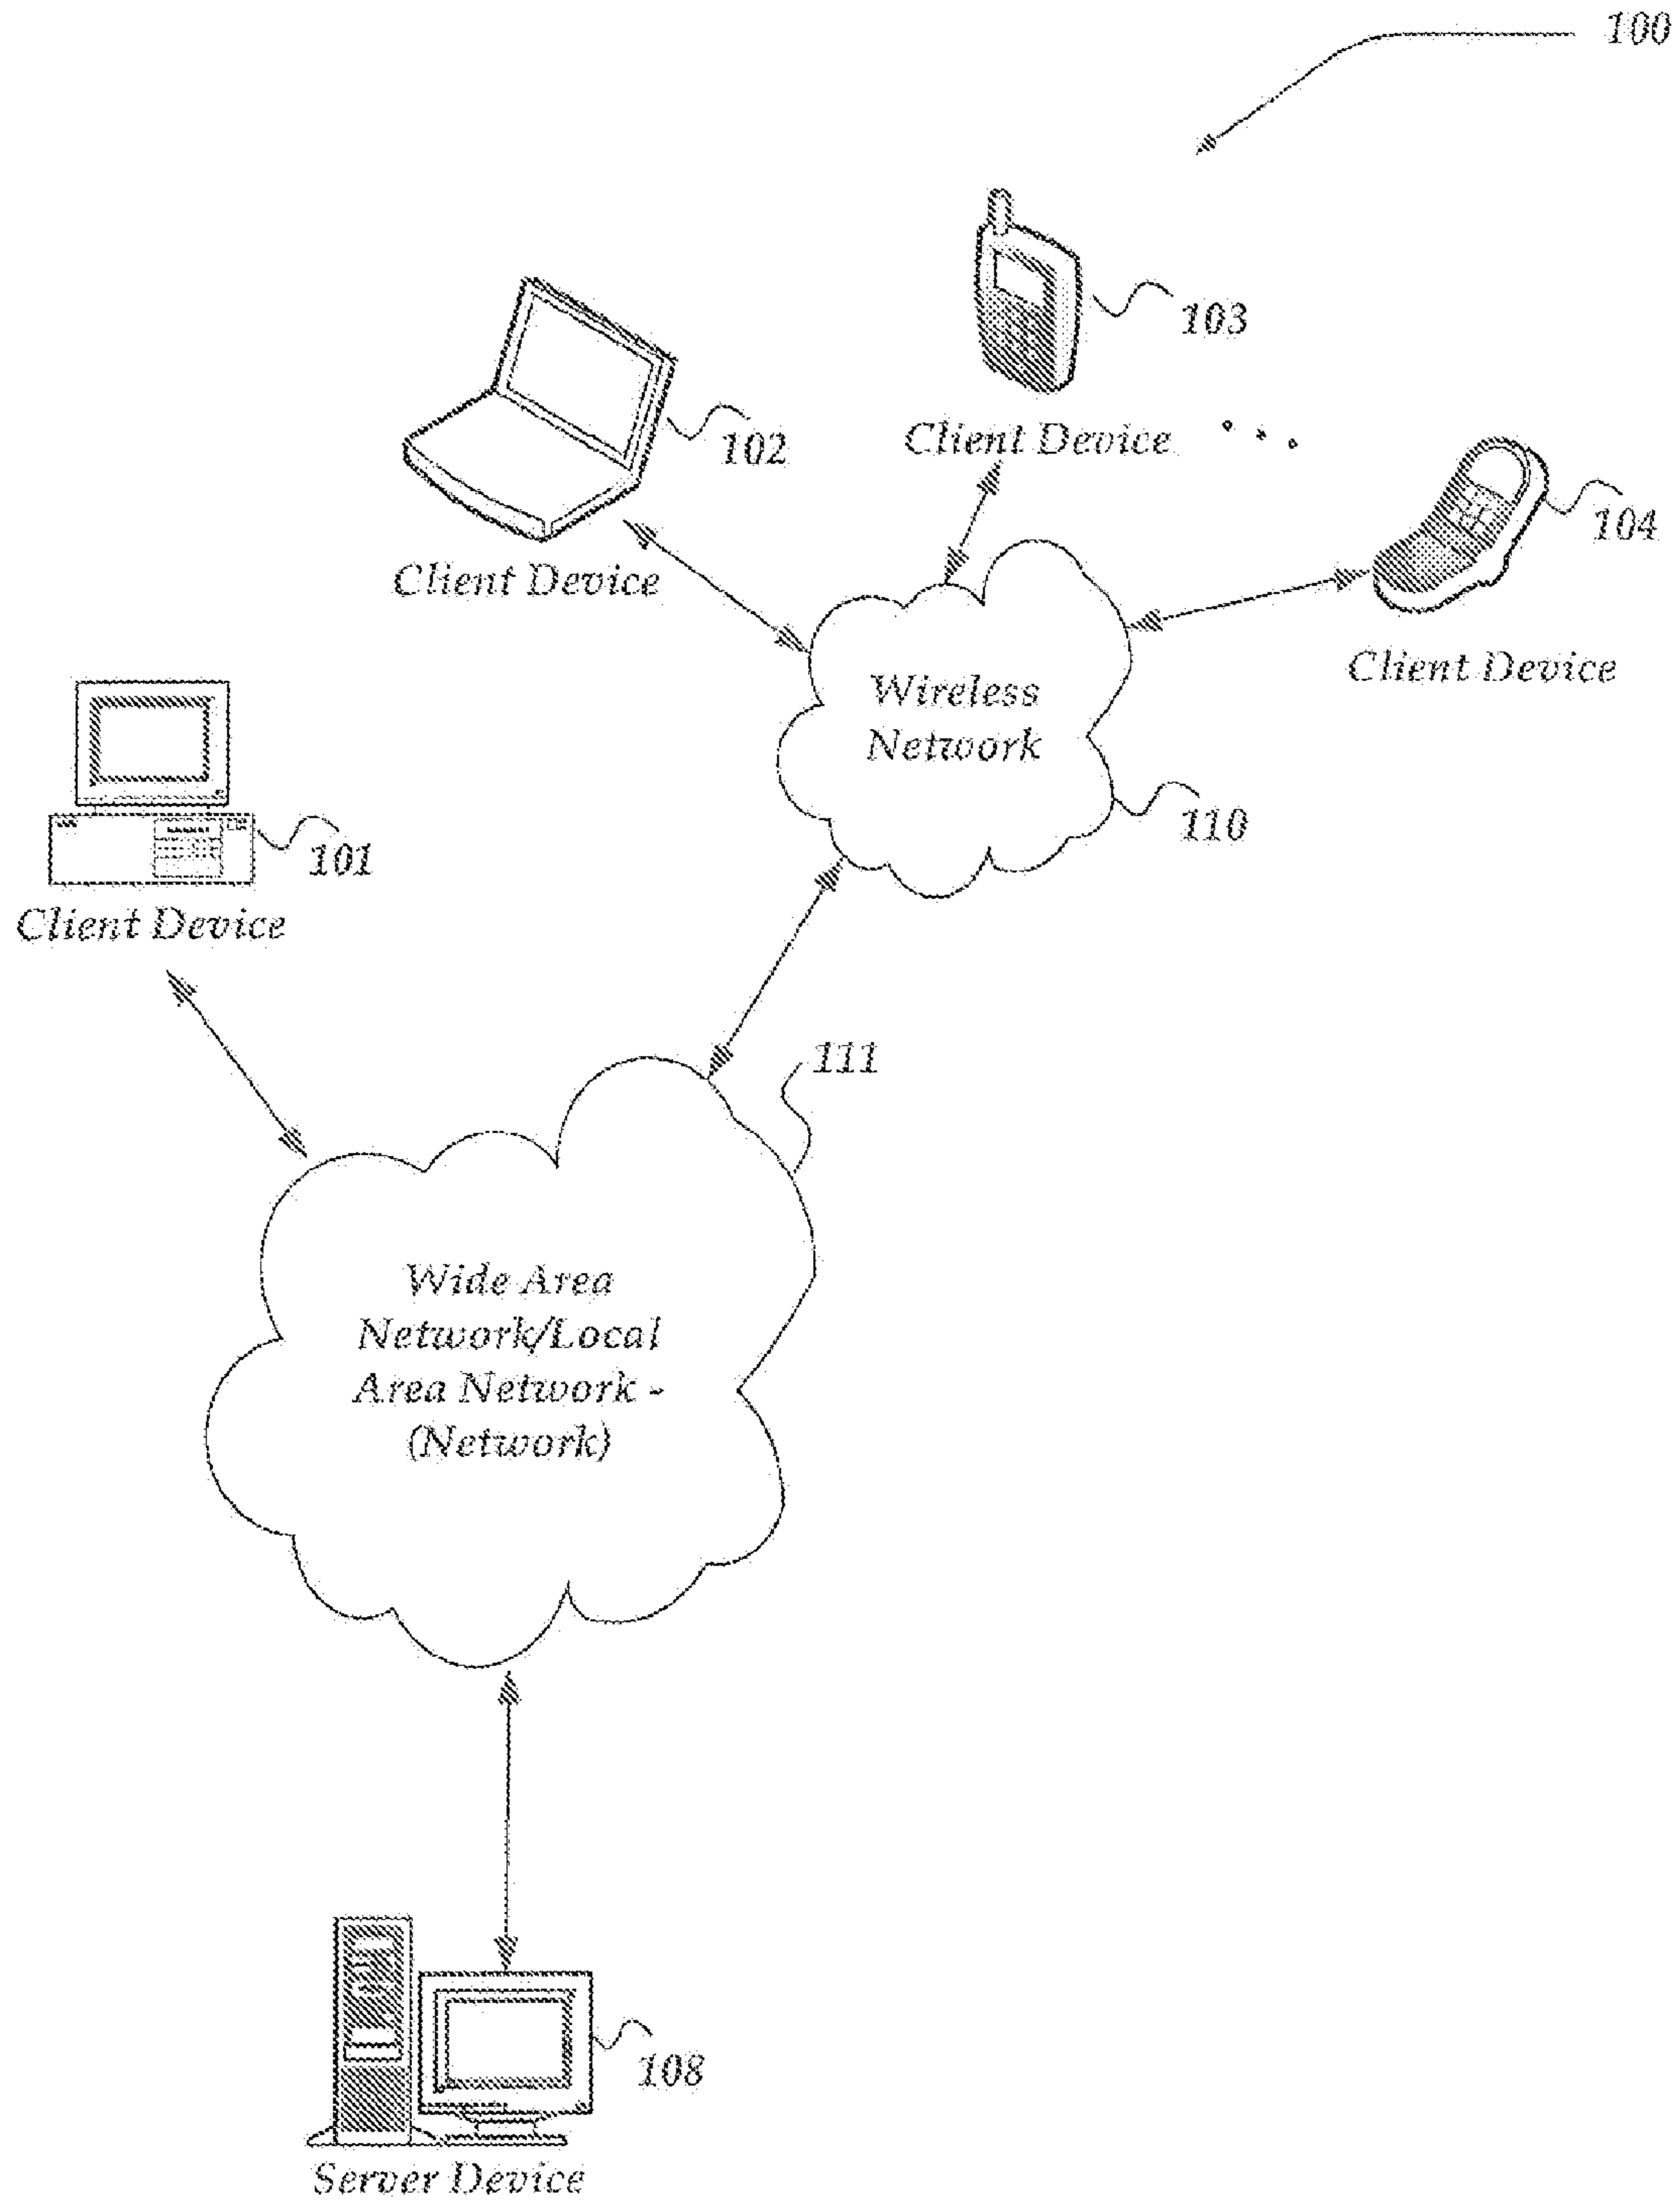 100
103
102
Client Device
104
Client Device
Client Device
Wireless
Network
110
101
Client Device
111
Wide Area
Network/Local
Area Network -
(Network)
108
Server Device